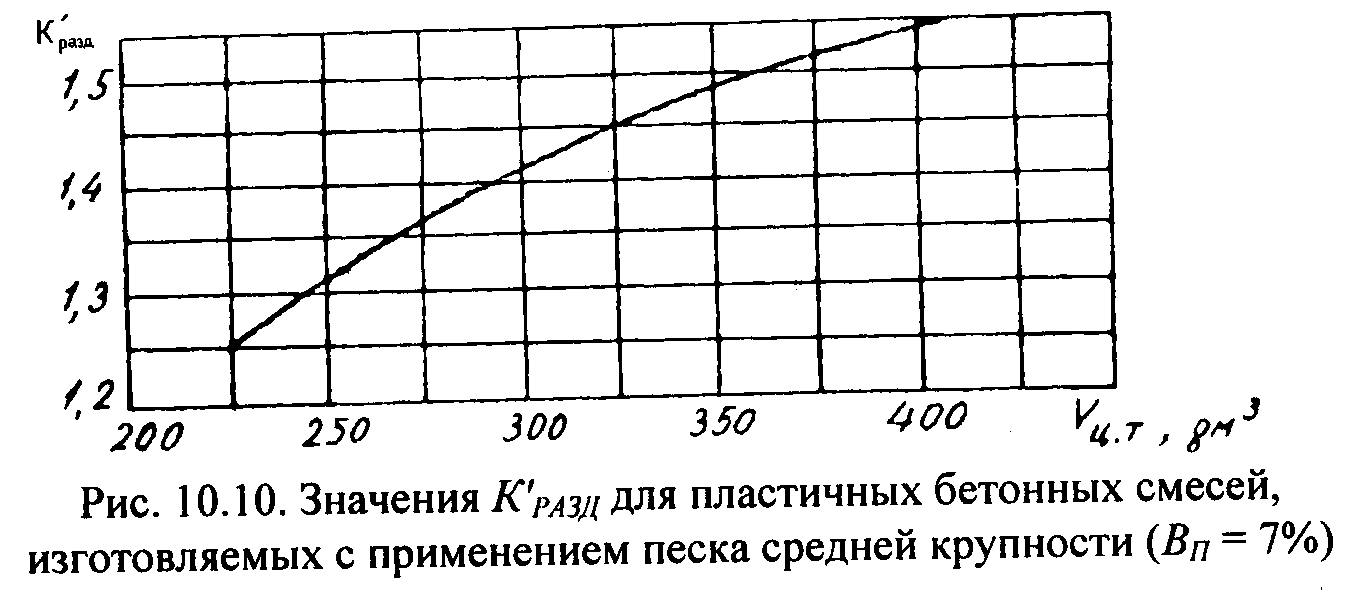 К′разд
1,5
1,4
1,3
1,2
200 250 300 350 400 Vц.т , дм³
Рис. 10.10. Значения К′РАЗД для пластичных бетонных смесей,
изготовляемых с применением песка средней крупности (ВП = 7%)